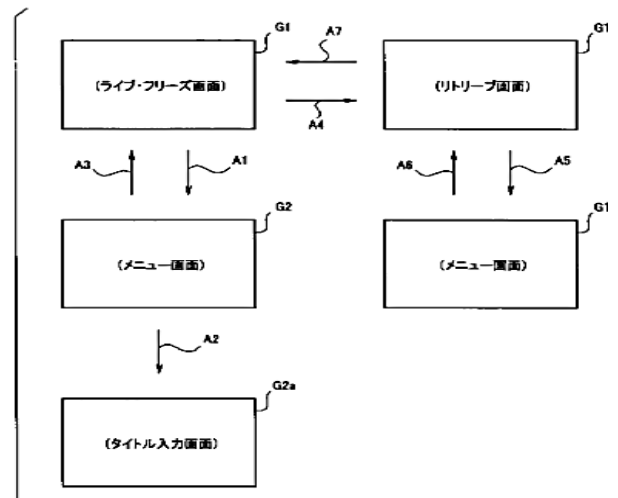 G1
(ライブ・フリーズ画面)
A7
A4
G1
(リトリーブ画面)
A3
A1
A6
A5
G2
(メニュー画面)
G1
(メニュー画面)
A2
G2a
(タイトル入力画面)